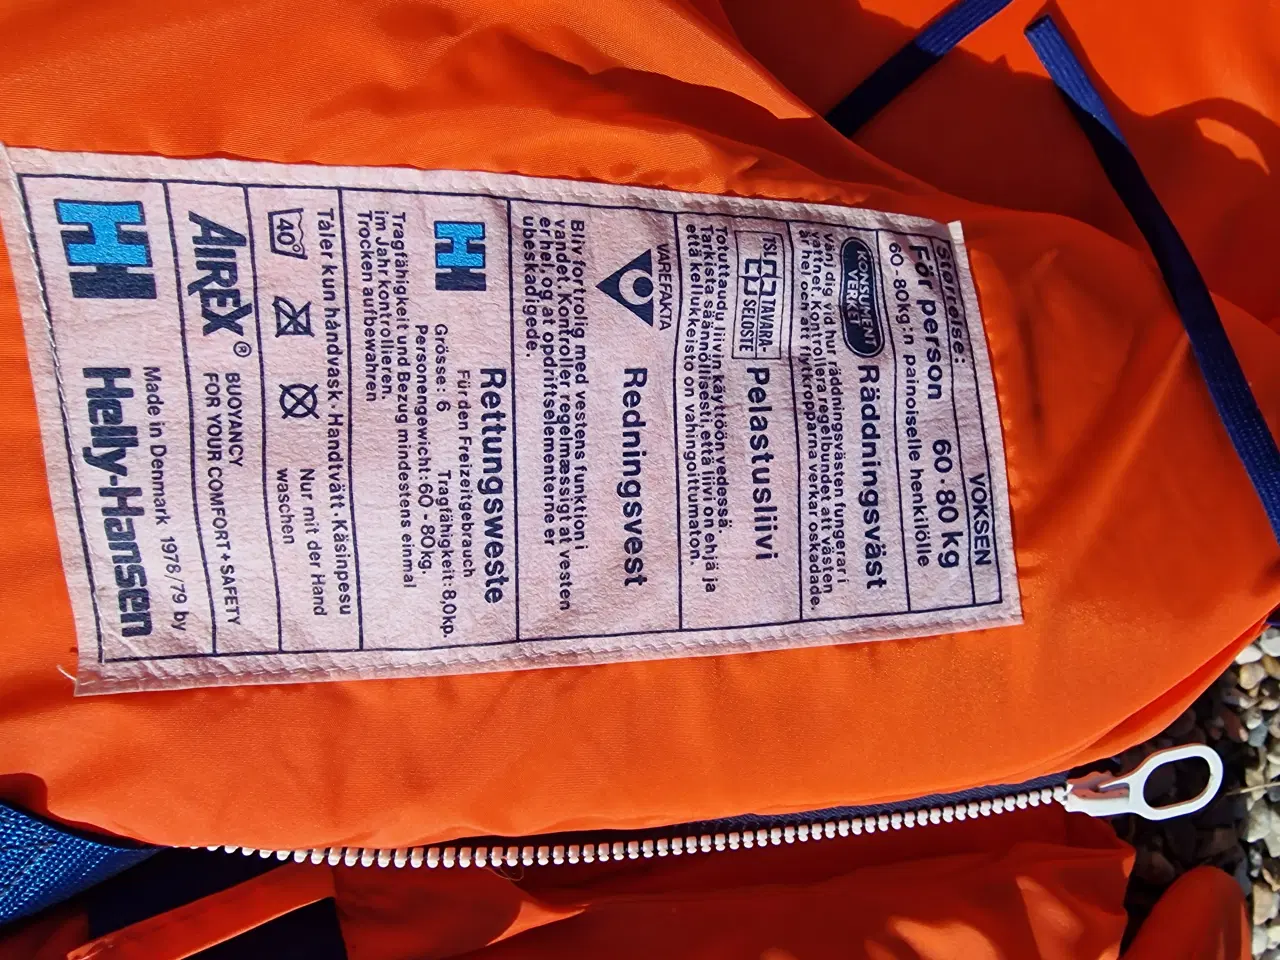 Størrelse: VOKSEN
För person 60-80 kg
60-80kg:n painoiselle henkilölle
KONSUMENT
VERKET
Räddningsväst
Vänj dig vid hur räddningsvästen fungerar i
vattnet. Kontrollera regelbundet att västen
är hel och att flytkropparna verkar oskadade.
TSL TAVARA-
SELOSTE
Pelastusliivi
Totuttaudu liivin käyttöön vedessä.
Tarkista säännöllisesti, että liivi on ehjä ja
että kellukkeisto on vahingoittumaton.
VAREFAKTA
Redningsvest
Bliv fortrolig med vestens funktion i
vandet. Kontroller regelmæssigt at vesten
er hel, og at opdriftselementerne er
ubeskadigede.
HH
Rettungsweste
Für den Freizeitgebrauch
Grösse: 6 Tragfähigkeit: 8,0kp.
Personengewicht: 60-80kg.
Tragfähigkeit und Bezug mindestens einmal
im Jahr kontrollieren.
Trocken aufbewahren
Tåler kun håndvask · Handtvätt · Käsinpesu
40° Nur mit der Hand
waschen
AIREX® BUOYANCY
FOR YOUR COMFORT + SAFETY
HH
Made in Denmark 1978/79 by
Helly-Hansen